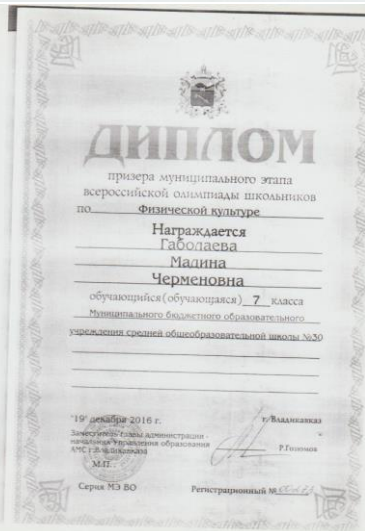 ДИПЛОМ
призера муниципального этапа
всероссийской олимпиады школьников
по Физической культуре
Награждается
Габолаева
Мадина
Черменовна
обучающийся(обучающаяся) 7 класса
Муниципального бюджетного образовательного
учреждения средней общеобразовательной школы №30
"19" декабря 2016 г.
г. Владикавказ
Заместитель главы администрации -
начальник Управления образования
АМС г. Владикавказа
М.П.
Серия МЭ ВО
Регистрационный №